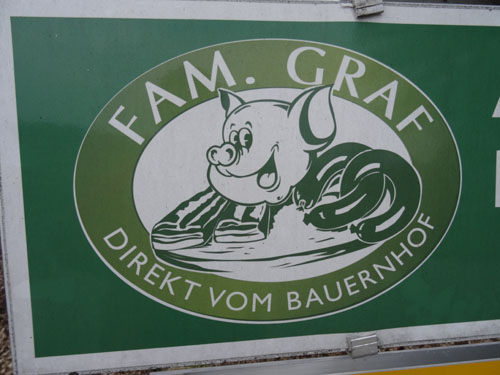 FAM. GRAF
DIREKT VOM BAUERNHOF